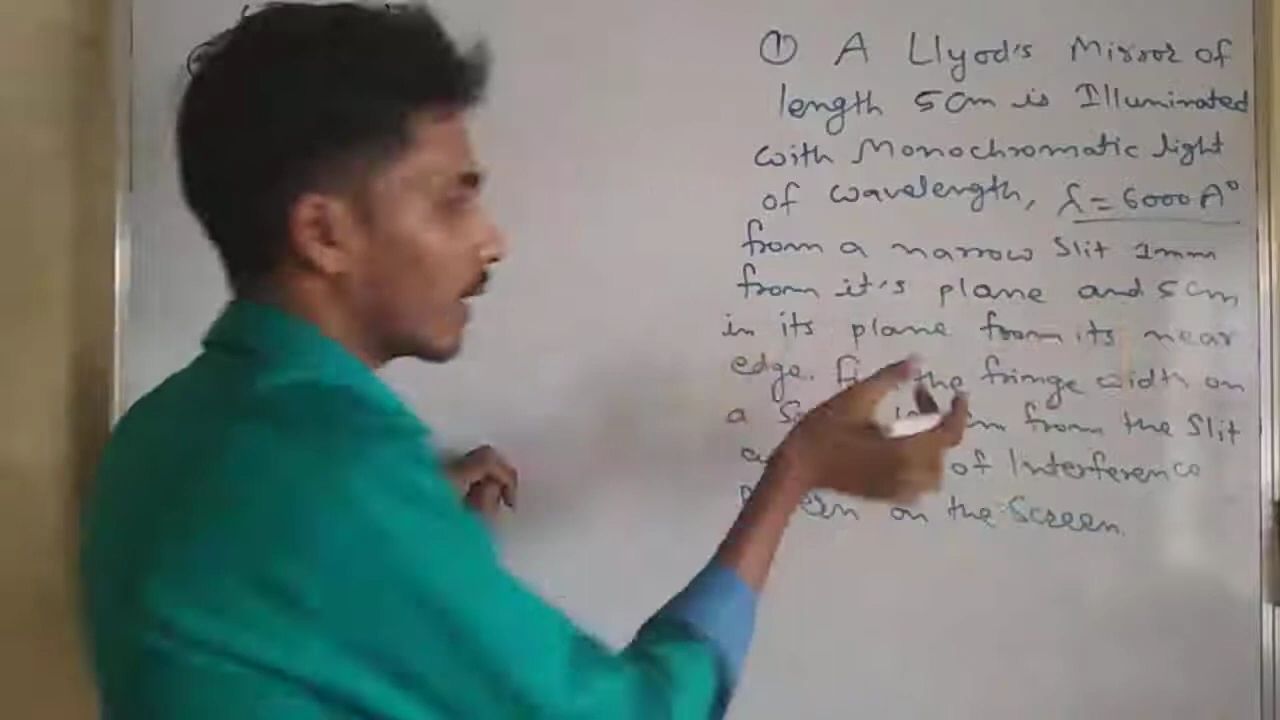 ① A Llyod's Mirror of
length 5cm is Illuminated
with Monochromatic light
of wavelength, λ = 6000A°
from a narrow Slit 1mm
from it's plane and 5cm
in its plane from its near
edge. the fringe width on
a from the Slit
of Interference
on the Screen.